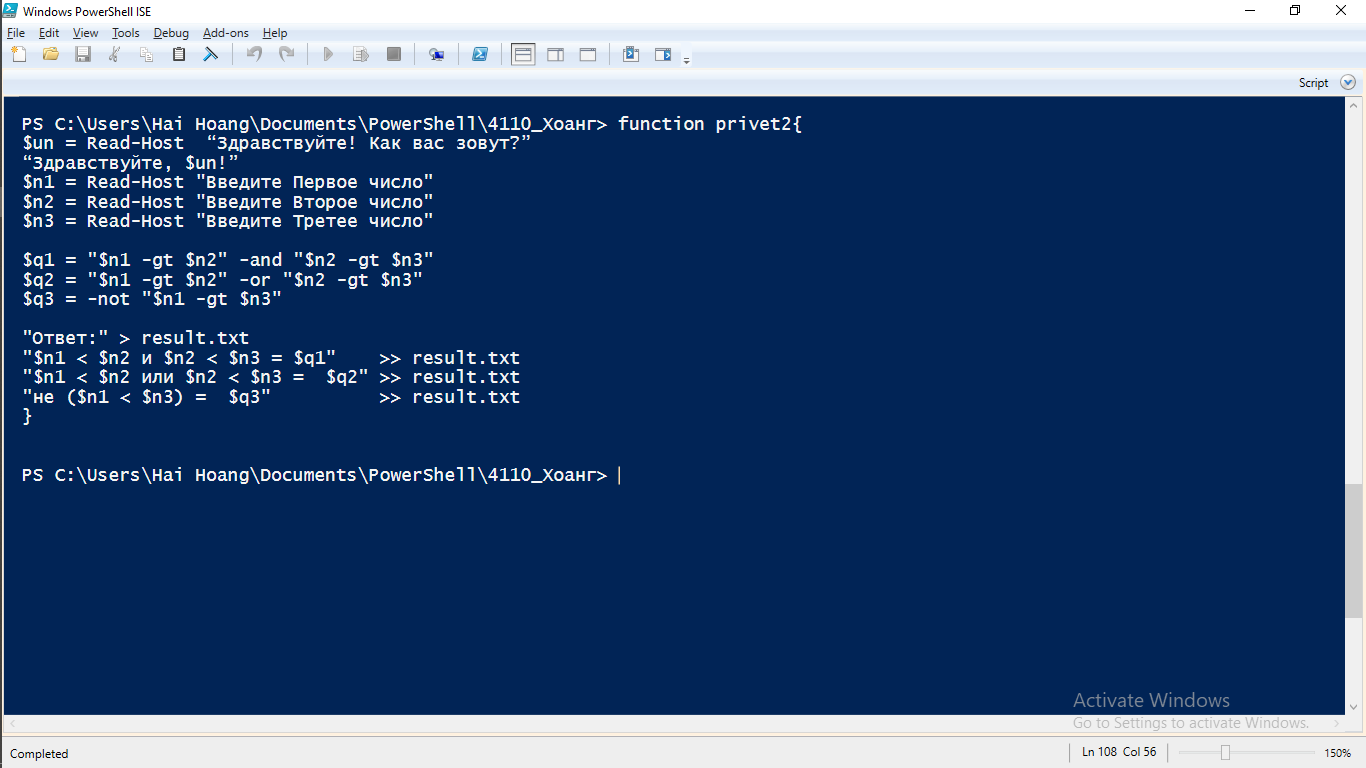 Windows PowerShell ISE
File Edit View Tools Debug Add-ons Help
Script
PS C:\Users\Hai Hoang\Documents\PowerShell\4110_Хоанг> function privet2{
$un = Read-Host  “Здравствуйте! Как вас зовут?”
“Здравствуйте, $un!”
$n1 = Read-Host "Введите Первое число"
$n2 = Read-Host "Введите Второе число"
$n3 = Read-Host "Введите Третее число"
$q1 = "$n1 -gt $n2" -and "$n2 -gt $n3"
$q2 = "$n1 -gt $n2" -or "$n2 -gt $n3"
$q3 = -not "$n1 -gt $n3"
"Ответ:" > result.txt
"$n1 < $n2 и $n2 < $n3 = $q1"    >> result.txt
"$n1 < $n2 или $n2 < $n3 =  $q2" >> result.txt
"не ($n1 < $n3) =  $q3"          >> result.txt
}
PS C:\Users\Hai Hoang\Documents\PowerShell\4110_Хоанг>
Activate Windows
Go to Settings to activate Windows.
Completed
Ln 108 Col 56
150%